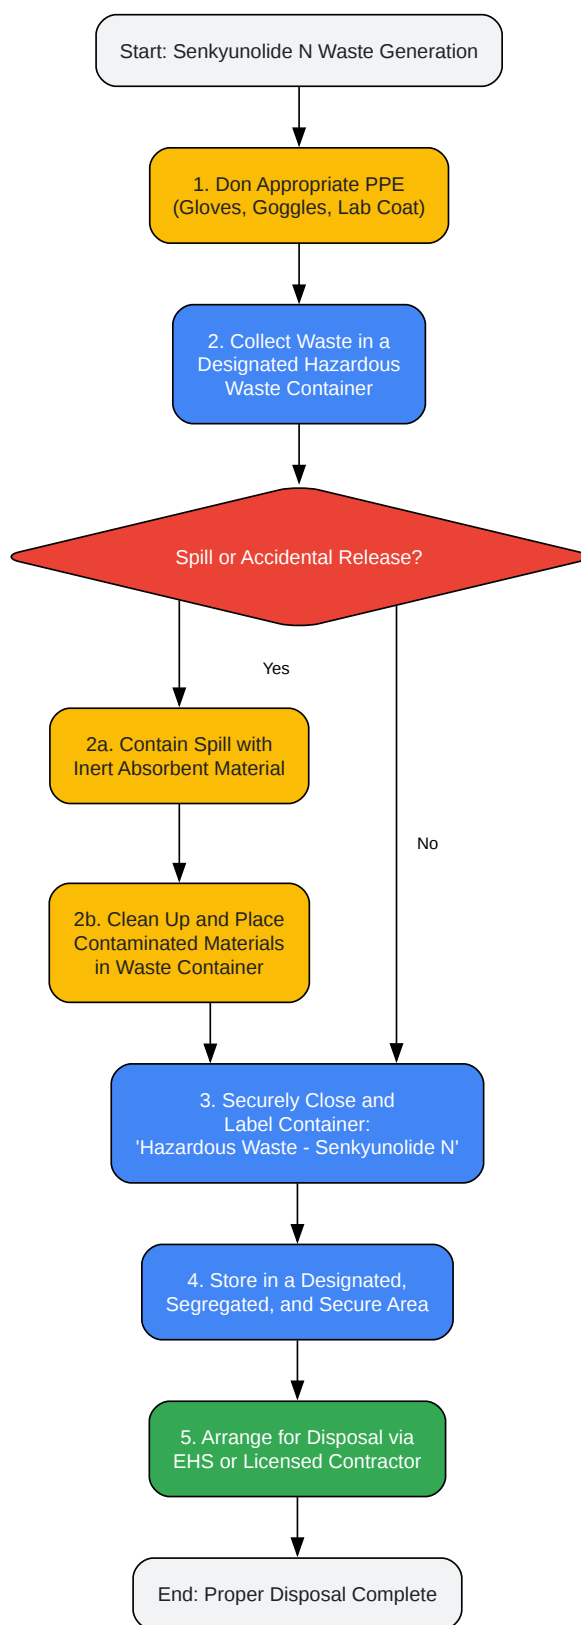 Start: Senkyunolide N Waste Generation
1. Don Appropriate PPE
(Gloves, Goggles, Lab Coat)
2. Collect Waste in a
Designated Hazardous
Waste Container
Spill or Accidental Release?
Yes
2a. Contain Spill with
Inert Absorbent Material
No
2b. Clean Up and Place
Contaminated Materials
in Waste Container
3. Securely Close and
Label Container:
'Hazardous Waste - Senkyunolide N'
4. Store in a Designated,
Segregated, and Secure Area
5. Arrange for Disposal via
EHS or Licensed Contractor
End: Proper Disposal Complete